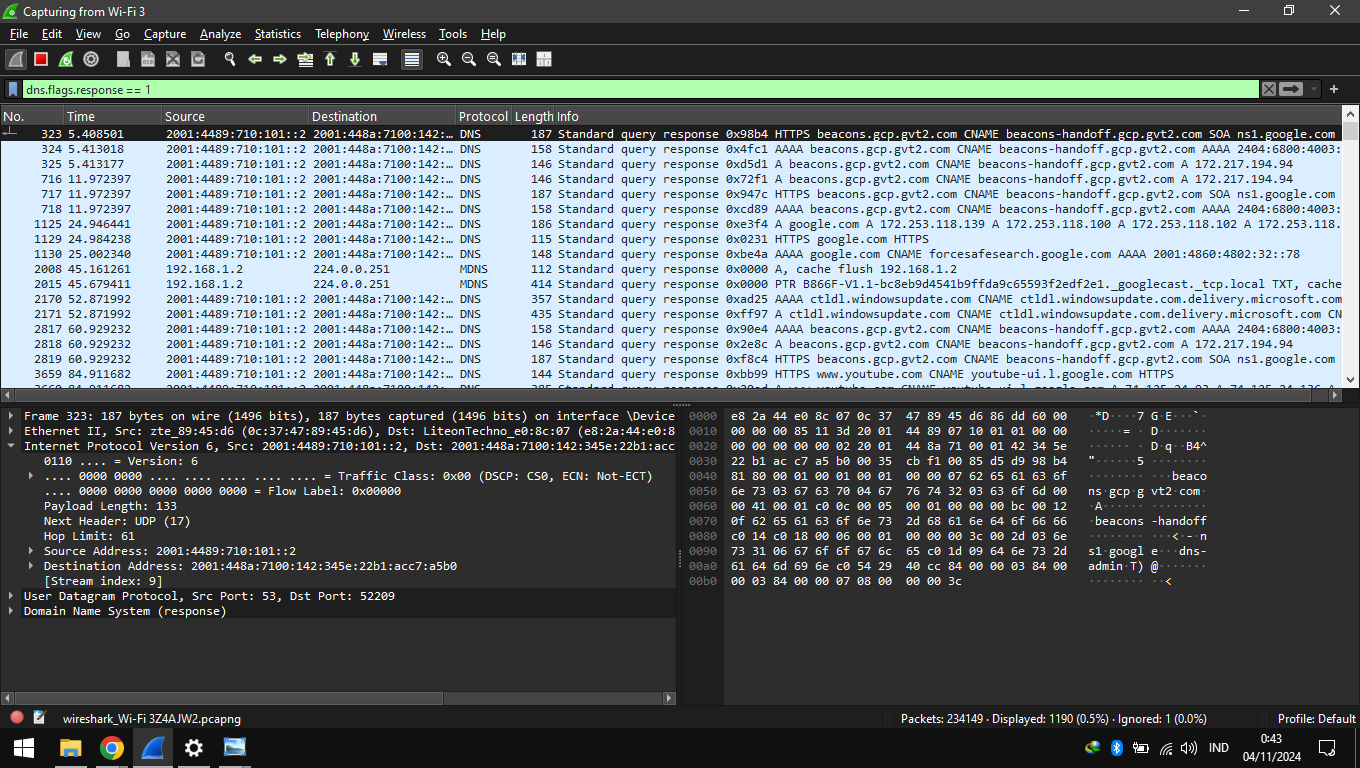 Capturing from Wi-Fi 3
File Edit View Go Capture Analyze Statistics Telephony Wireless Tools Help
dns.flags.response == 1
No. Time Source Destination Protocol Length Info
323 5.408501 2001:4489:710:101::2 2001:448a:7100:142:… DNS 187 Standard query response 0x98b4 HTTPS beacons.gcp.gvt2.com CNAME beacons-handoff.gcp.gvt2.com SOA ns1.google.com
324 5.413018 2001:4489:710:101::2 2001:448a:7100:142:… DNS 158 Standard query response 0x4fc1 AAAA beacons.gcp.gvt2.com CNAME beacons-handoff.gcp.gvt2.com AAAA 2404:6800:4003:
325 5.413177 2001:4489:710:101::2 2001:448a:7100:142:… DNS 146 Standard query response 0xd5d1 A beacons.gcp.gvt2.com CNAME beacons-handoff.gcp.gvt2.com A 172.217.194.94
716 11.972397 2001:4489:710:101::2 2001:448a:7100:142:… DNS 146 Standard query response 0x72f1 A beacons.gcp.gvt2.com CNAME beacons-handoff.gcp.gvt2.com A 172.217.194.94
717 11.972397 2001:4489:710:101::2 2001:448a:7100:142:… DNS 187 Standard query response 0x947c HTTPS beacons.gcp.gvt2.com CNAME beacons-handoff.gcp.gvt2.com SOA ns1.google.com
718 11.972397 2001:4489:710:101::2 2001:448a:7100:142:… DNS 158 Standard query response 0xcd89 AAAA beacons.gcp.gvt2.com CNAME beacons-handoff.gcp.gvt2.com AAAA 2404:6800:4003:
1125 24.946441 2001:4489:710:101::2 2001:448a:7100:142:… DNS 186 Standard query response 0xe3f4 A google.com A 172.253.118.139 A 172.253.118.100 A 172.253.118.102 A 172.253.118.
1129 24.984238 2001:4489:710:101::2 2001:448a:7100:142:… DNS 115 Standard query response 0x0231 HTTPS google.com HTTPS
1130 25.002340 2001:4489:710:101::2 2001:448a:7100:142:… DNS 148 Standard query response 0xbe4a AAAA google.com CNAME forcesafesearch.google.com AAAA 2001:4860:4802:32::78
2008 45.161261 192.168.1.2 224.0.0.251 MDNS 112 Standard query response 0x0000 A, cache flush 192.168.1.2
2015 45.679411 192.168.1.2 224.0.0.251 MDNS 414 Standard query response 0x0000 PTR B866F-V1.1-bc8eb9d4541b9ffda9c65593f2edf2e1._googlecast._tcp.local TXT, cache
2170 52.871992 2001:4489:710:101::2 2001:448a:7100:142:… DNS 357 Standard query response 0xad25 AAAA ctldl.windowsupdate.com CNAME ctldl.windowsupdate.com.delivery.microsoft.com
2171 52.871992 2001:4489:710:101::2 2001:448a:7100:142:… DNS 435 Standard query response 0xff97 A ctldl.windowsupdate.com CNAME ctldl.windowsupdate.com.delivery.microsoft.com CN
2817 60.929232 2001:4489:710:101::2 2001:448a:7100:142:… DNS 158 Standard query response 0x90e4 AAAA beacons.gcp.gvt2.com CNAME beacons-handoff.gcp.gvt2.com AAAA 2404:6800:4003:
2818 60.929232 2001:4489:710:101::2 2001:448a:7100:142:… DNS 146 Standard query response 0x2e8c A beacons.gcp.gvt2.com CNAME beacons-handoff.gcp.gvt2.com A 172.217.194.94
2819 60.929232 2001:4489:710:101::2 2001:448a:7100:142:… DNS 187 Standard query response 0xf8c4 HTTPS beacons.gcp.gvt2.com CNAME beacons-handoff.gcp.gvt2.com SOA ns1.google.com
3659 84.911682 2001:4489:710:101::2 2001:448a:7100:142:… DNS 144 Standard query response 0xbb99 HTTPS www.youtube.com CNAME youtube-ui.l.google.com HTTPS
Frame 323: 187 bytes on wire (1496 bits), 187 bytes captured (1496 bits) on interface \Device
Ethernet II, Src: zte_89:45:d6 (0c:37:47:89:45:d6), Dst: LiteonTechno_e0:8c:07 (e8:2a:44:e0:8
Internet Protocol Version 6, Src: 2001:4489:710:101::2, Dst: 2001:448a:7100:142:345e:22b1:acc
0110 .... = Version: 6
.... 0000 0000 .... .... .... .... .... = Traffic Class: 0x00 (DSCP: CS0, ECN: Not-ECT)
.... 0000 0000 0000 0000 0000 = Flow Label: 0x00000
Payload Length: 133
Next Header: UDP (17)
Hop Limit: 61
Source Address: 2001:4489:710:101::2
Destination Address: 2001:448a:7100:142:345e:22b1:acc7:a5b0
[Stream index: 9]
User Datagram Protocol, Src Port: 53, Dst Port: 52209
Domain Name System (response)
0000 e8 2a 44 e0 8c 07 0c 37 47 89 45 d6 86 dd 60 00 ·*D····7 G·E···`·
0010 00 00 00 85 11 3d 20 01 44 89 07 10 01 01 00 00 ·····= · D·······
0020 00 00 00 00 00 02 20 01 44 8a 71 00 01 42 34 5e ······ · D·q··B4^
0030 22 b1 ac c7 a5 b0 00 35 cb f1 00 85 d5 d9 98 b4 "······5 ········
0040 81 80 00 01 00 01 00 01 00 00 07 62 65 61 63 6f ········ ···beaco
0050 6e 73 03 67 63 70 04 67 76 74 32 03 63 6f 6d 00 ns·gcp·g vt2·com·
0060 00 41 00 01 c0 0c 00 05 00 01 00 00 00 bc 00 12 ·A······ ········
0070 0f 62 65 61 63 6f 6e 73 2d 68 61 6e 64 6f 66 66 ·beacons -handoff
0080 c0 14 c0 18 00 06 00 01 00 00 00 3c 00 2d 03 6e ········ ···<·-·n
0090 73 31 06 67 6f 6f 67 6c 65 c0 1d 09 64 6e 73 2d s1·googl e···dns-
00a0 61 64 6d 69 6e c0 54 29 40 cc 84 00 00 03 84 00 admin·T) @·······
00b0 00 03 84 00 00 07 08 00 00 00 3c ········ ··<
wireshark_Wi-Fi 3Z4AJW2.pcapng Packets: 234149 · Displayed: 1190 (0.5%) · Ignored: 1 (0.0%) Profile: Default
IND
0:43
04/11/2024